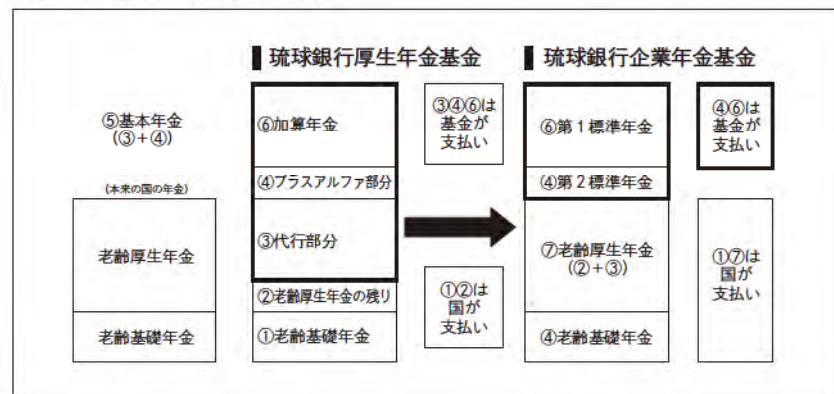 琉球銀行厚生年金基金
琉球銀行企業年金基金
⑤基本年金
(③+④)
(本来の国の年金)
老齢厚生年金
老齢基礎年金
⑥加算年金
④プラスアルファ部分
③代行部分
②老齢厚生年金の残り
①老齢基礎年金
③④⑥は
基金が
支払い
①②は
国が
支払い
⑥第1標準年金
④第2標準年金
⑦老齢厚生年金
(②+③)
④老齢基礎年金
④⑥は
基金が
支払い
①⑦は
国が
支払い